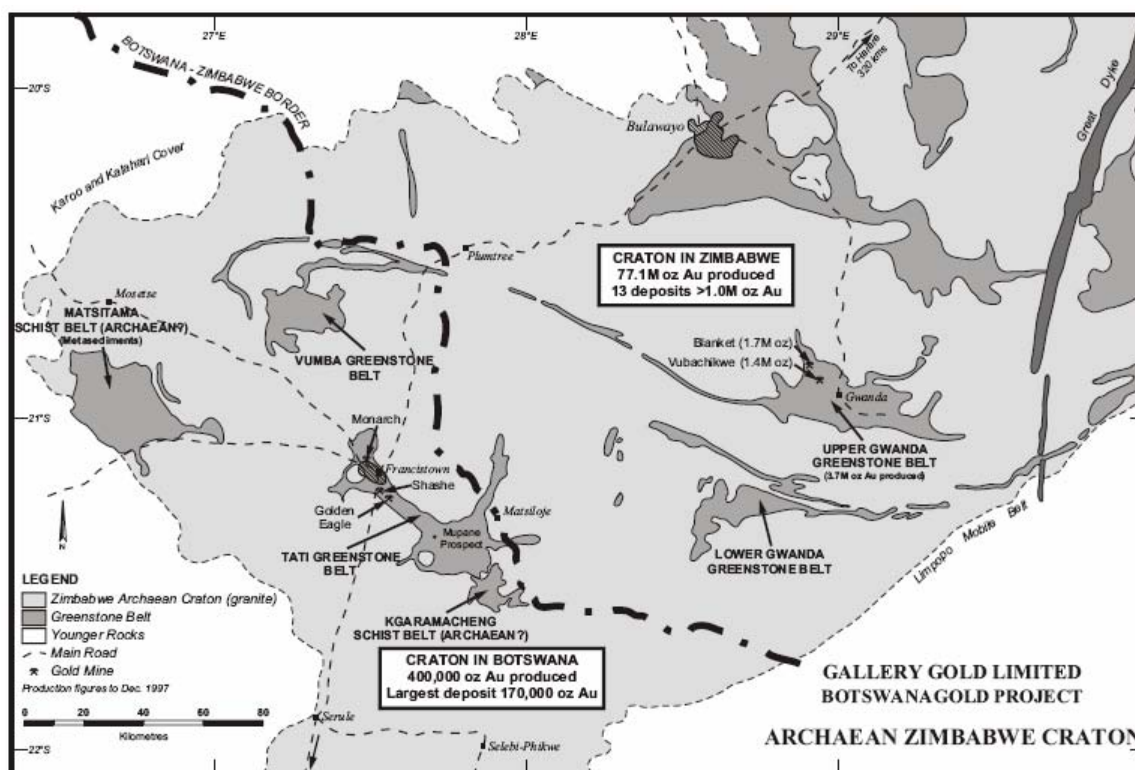 27°E
28°E
29°E
To Harare
320 kms
BOTSWANA - ZIMBABWE BORDER
Great Dyke
-20°S
Bulawayo
Karoo and Kalahari Cover
Plumtree
CRATON IN ZIMBABWE
77.1M oz Au produced
13 deposits >1.0M oz Au
Mosetse
MATSITAMA
SCHIST BELT (ARCHAEAN?)
(Metasediments)
VUMBA GREENSTONE
BELT
Blanket (1.7M oz)
Vubachikwe (1.4M oz)
Gwanda
-21°S
Monarch
Francistown
Shashe
Golden
Eagle
UPPER GWANDA
GREENSTONE BELT
(3.7M oz Au produced)
Matsiloje
Mupane
Prospect
TATI GREENSTONE
BELT
LOWER GWANDA
GREENSTONE BELT
Limpopo Mobile Belt
N
KGARAMACHENG
SCHIST BELT (ARCHAEAN?)
LEGEND
Zimbabwe Archaean Craton (granite)
Greenstone Belt
Younger Rocks
Main Road
Gold Mine
Production figures to Dec. 1997
0 20 40 60 80
Kilometres
CRATON IN BOTSWANA
400,000 oz Au produced
Largest deposit 170,000 oz Au
GALLERY GOLD LIMITED
BOTSWANAGOLD PROJECT
Serule
Selebi-Phikwe
-22°S
ARCHAEAN ZIMBABWE CRATON